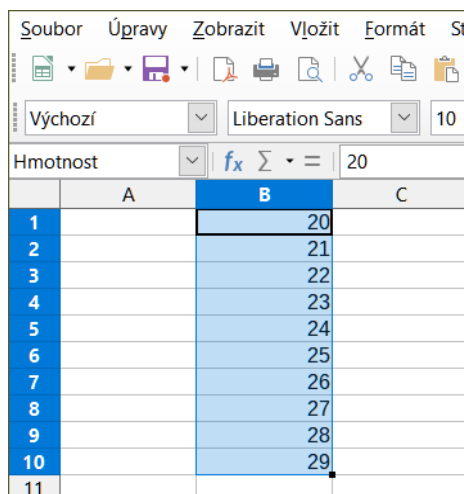 Soubor Úpravy Zobrazit Vložit Formát St
Výchozí Liberation Sans 10
Hmotnost fx Σ = 20
A B C
1 20
2 21
3 22
4 23
5 24
6 25
7 26
8 27
9 28
10 29
11